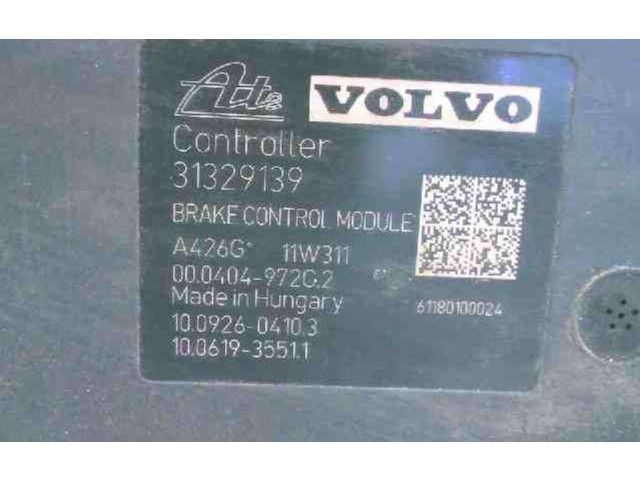 Ate VOLVO
Controller
31329139
BRAKE CONTROL MODULE
A426G* 11W311
00.0404-972C.2
Made in Hungary 61180100024
10.0926-0410.3
10.0619-3551.1